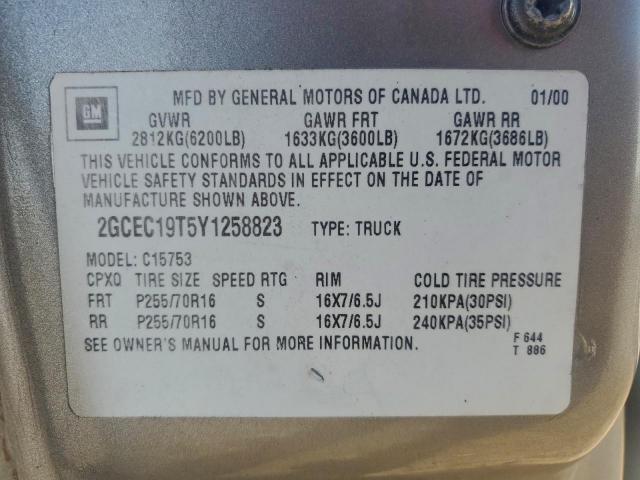 GM
MFD BY GENERAL MOTORS OF CANADA LTD. 01/00
GVWR GAWR FRT GAWR RR
2812KG(6200LB) 1633KG(3600LB) 1672KG(3686LB)
THIS VEHICLE CONFORMS TO ALL APPLICABLE U.S. FEDERAL MOTOR
VEHICLE SAFETY STANDARDS IN EFFECT ON THE DATE OF
MANUFACTURE SHOWN ABOVE.
2GCEC19T5Y1258823 TYPE: TRUCK
MODEL: C15753
CPXQ TIRE SIZE SPEED RTG RIM COLD TIRE PRESSURE
FRT P255/70R16 S 16X7/6.5J 210KPA(30PSI)
RR P255/70R16 S 16X7/6.5J 240KPA(35PSI)
SEE OWNER'S MANUAL FOR MORE INFORMATION.
F 644
T 886